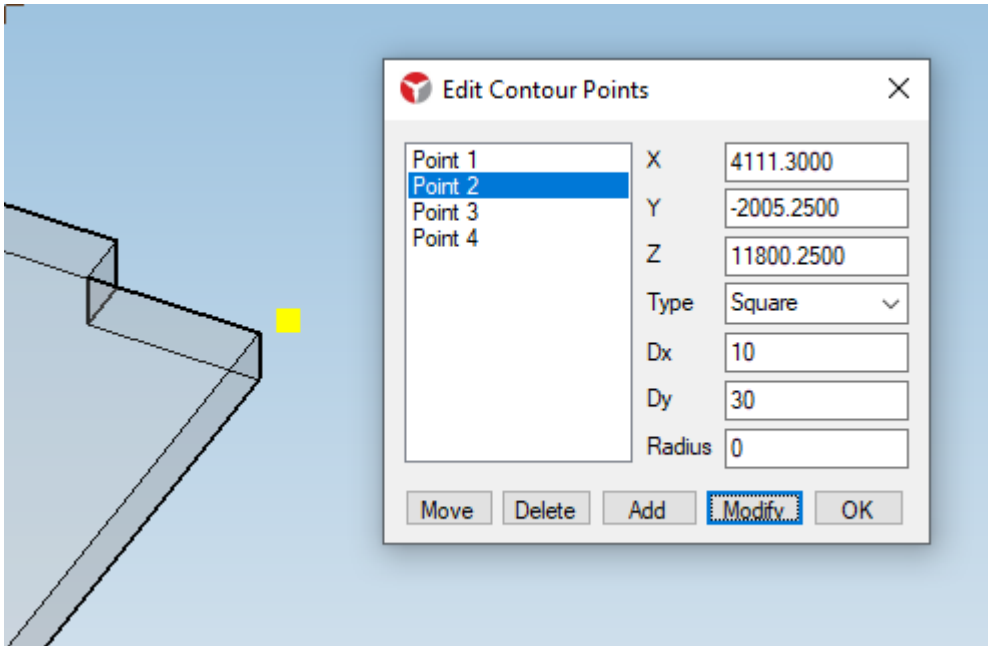 Edit Contour Points
Point 1
Point 2
Point 3
Point 4
X 4111.3000
Y -2005.2500
Z 11800.2500
Type Square
Dx 10
Dy 30
Radius 0
Move Delete Add Modify OK